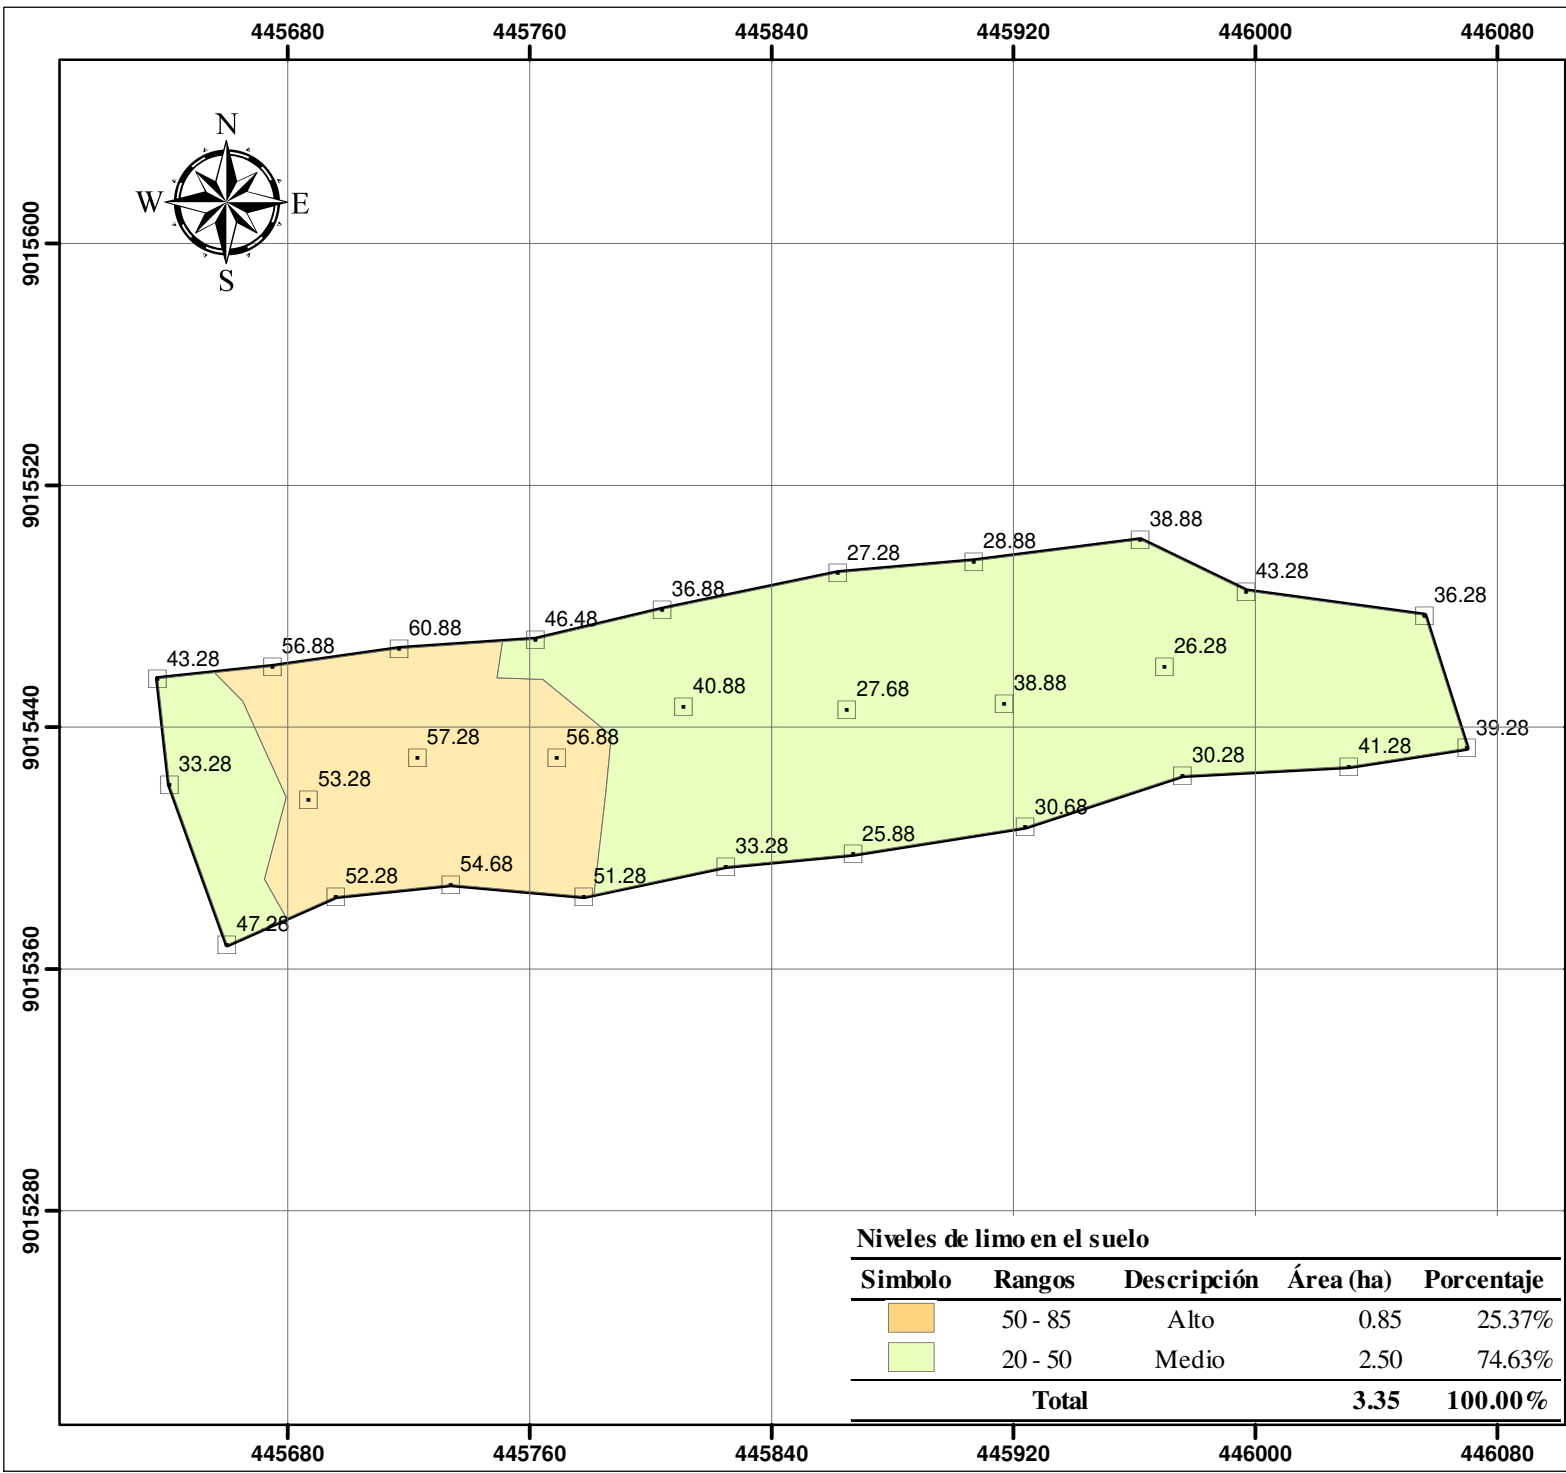 445680 445760 445840 445920 446000 446080
N
W E
S
9015600
9015520
9015440
9015360
9015280
38.88
27.28 28.88
43.28
36.88 36.28
46.48
60.88
56.88
43.28 26.28
40.88 27.68 38.88
57.28 56.88 39.28
33.28 53.28 30.28 41.28
30.68
33.28 25.88
52.28 54.68 51.28
47.28
Niveles de limo en el suelo
Simbolo Rangos Descripción Área (ha) Porcentaje
50 - 85 Alto 0.85 25.37%
20 - 50 Medio 2.50 74.63%
Total 3.35 100.00%
445680 445760 445840 445920 446000 446080